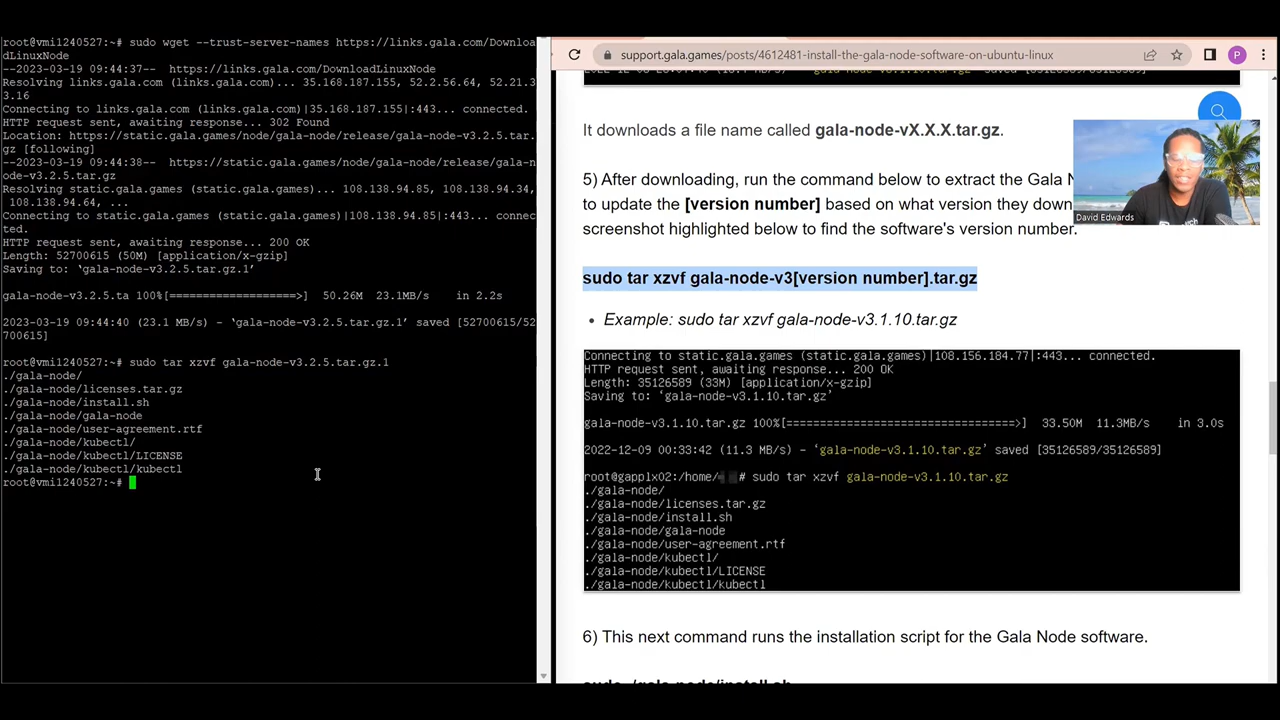 root@vmi1240527:~# sudo wget --trust-server-names https://links.gala.com/Downloa
dLinuxNode
--2023-03-19 09:44:37--  https://links.gala.com/DownloadLinuxNode
Resolving links.gala.com (links.gala.com)... 35.168.187.155, 52.2.56.64, 52.21.3
3.16
Connecting to links.gala.com (links.gala.com)|35.168.187.155|:443... connected.
HTTP request sent, awaiting response... 302 Found
Location: https://static.gala.games/node/gala-node/release/gala-node-v3.2.5.tar.
gz [following]
--2023-03-19 09:44:38--  https://static.gala.games/node/gala-node/release/gala-n
ode-v3.2.5.tar.gz
Resolving static.gala.games (static.gala.games)... 108.138.94.85, 108.138.94.34,
108.138.94.64, ...
Connecting to static.gala.games (static.gala.games)|108.138.94.85|:443... connec
ted.
HTTP request sent, awaiting response... 200 OK
Length: 52700615 (50M) [application/x-gzip]
Saving to: ‘gala-node-v3.2.5.tar.gz.1’
gala-node-v3.2.5.ta 100%[===================>]  50.26M  23.1MB/s    in 2.2s
2023-03-19 09:44:40 (23.1 MB/s) - ‘gala-node-v3.2.5.tar.gz.1’ saved [52700615/52
700615]
root@vmi1240527:~# sudo tar xzvf gala-node-v3.2.5.tar.gz.1
./gala-node/
./gala-node/licenses.tar.gz
./gala-node/install.sh
./gala-node/gala-node
./gala-node/user-agreement.rtf
./gala-node/kubectl/
./gala-node/kubectl/LICENSE
./gala-node/kubectl/kubectl
root@vmi1240527:~#
support.gala.games/posts/4612481-install-the-gala-node-software-on-ubuntu-linux
P
It downloads a file name called gala-node-vX.X.X.tar.gz.
5) After downloading, run the command below to extract the Gala
to update the [version number] based on what version they down
screenshot highlighted below to find the software's version number.
David Edwards
sudo tar xzvf gala-node-v3[version number].tar.gz
• Example: sudo tar xzvf gala-node-v3.1.10.tar.gz
Connecting to static.gala.games (static.gala.games)|108.156.184.77|:443... connected.
HTTP request sent, awaiting response... 200 OK
Length: 35126589 (33M) [application/x-gzip]
Saving to: ‘gala-node-v3.1.10.tar.gz’
gala-node-v3.1.10.tar.gz 100%[===============================>]  33.50M  11.3MB/s    in 3.0s
2022-12-09 00:33:42 (11.3 MB/s) - ‘gala-node-v3.1.10.tar.gz’ saved [35126589/35126589]
root@gapplx02:/home/ # sudo tar xzvf gala-node-v3.1.10.tar.gz
./gala-node/
./gala-node/licenses.tar.gz
./gala-node/install.sh
./gala-node/gala-node
./gala-node/user-agreement.rtf
./gala-node/kubectl/
./gala-node/kubectl/LICENSE
./gala-node/kubectl/kubectl
6) This next command runs the installation script for the Gala Node software.
sudo ./gala-node/install.sh